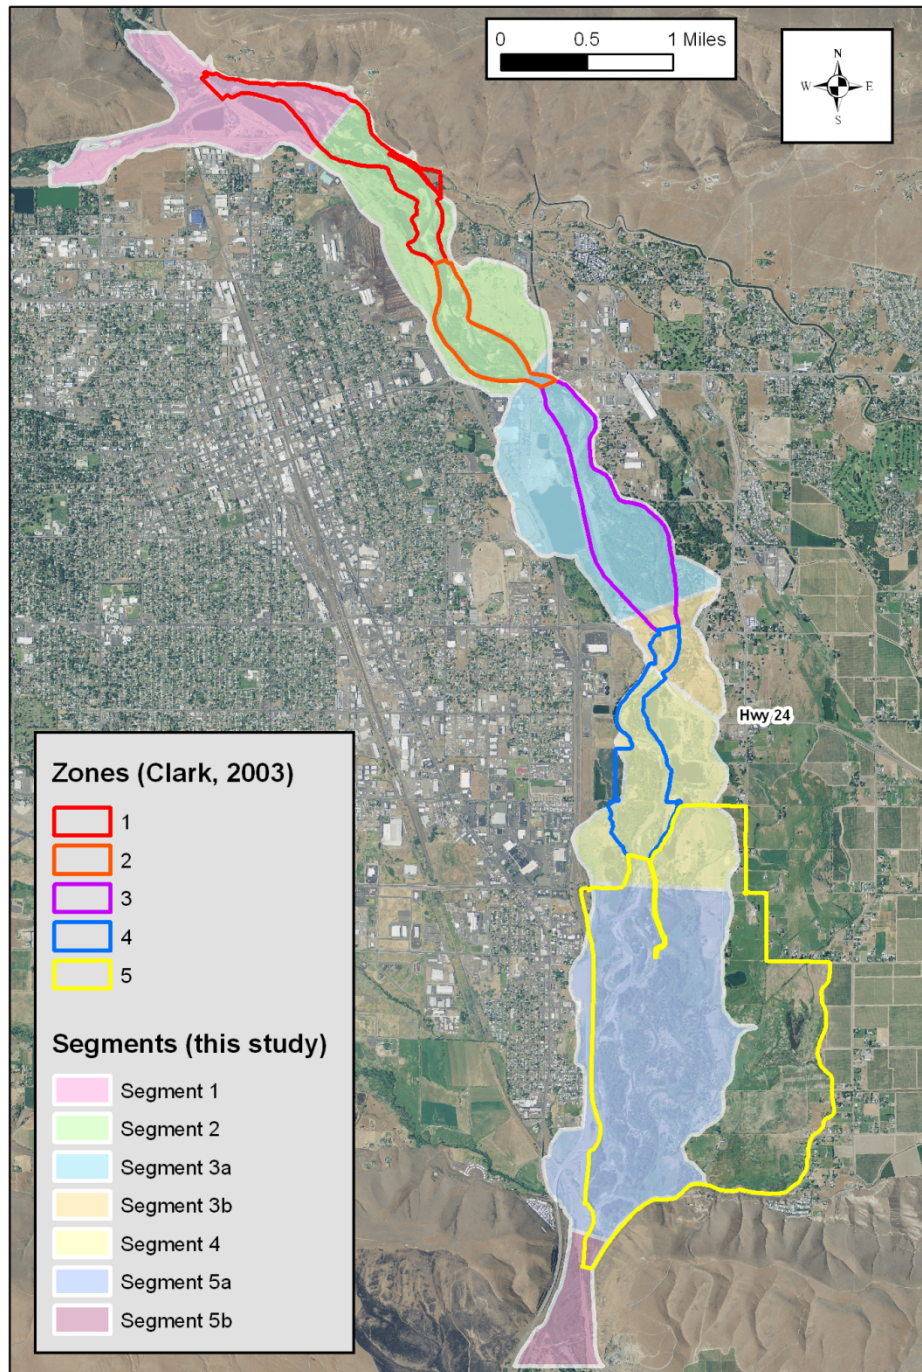 0 0.5 1 Miles
N
W E
S
Hwy 24
Zones (Clark, 2003)
1
2
3
4
5
Segments (this study)
Segment 1
Segment 2
Segment 3a
Segment 3b
Segment 4
Segment 5a
Segment 5b